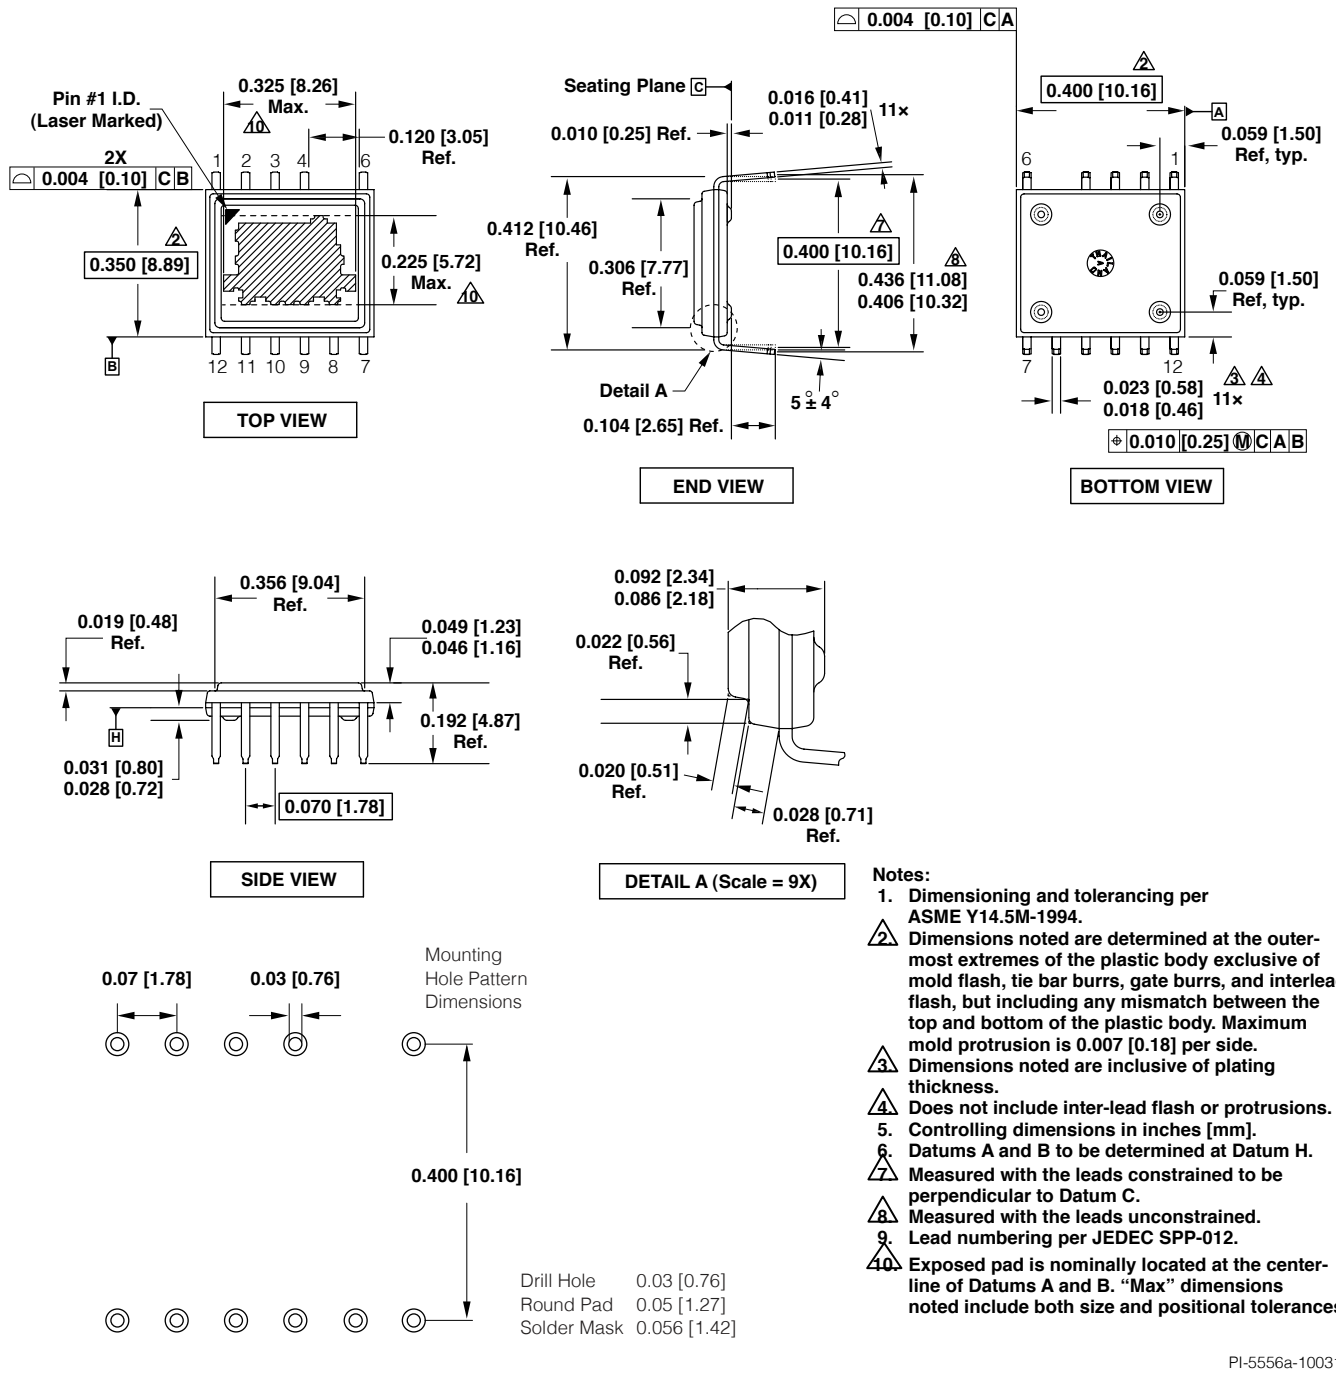 0.004 [0.10] C A
0.325 [8.26]
Max.
10
Pin #1 I.D.
(Laser Marked)
0.120 [3.05]
Ref.
2X
0.004 [0.10] C B
1 2 3 4 6
2
0.350 [8.89]
0.225 [5.72]
Max.
10
B
12 11 10 9 8 7
TOP VIEW
Seating Plane C
0.010 [0.25] Ref.
0.016 [0.41]
0.011 [0.28]
11×
0.412 [10.46]
Ref.
0.306 [7.77]
Ref.
7
0.400 [10.16]
8
0.436 [11.08]
0.406 [10.32]
Detail A
5° ± 4°
0.104 [2.65] Ref.
END VIEW
2
0.400 [10.16]
A
0.059 [1.50]
Ref, typ.
6 1
0.059 [1.50]
Ref, typ.
7 12
0.023 [0.58]
0.018 [0.46]
11×
3 4
⌖ 0.010 [0.25] Ⓜ C A B
BOTTOM VIEW
0.356 [9.04]
Ref.
0.019 [0.48]
Ref.
0.049 [1.23]
0.046 [1.16]
H
0.192 [4.87]
Ref.
0.031 [0.80]
0.028 [0.72]
0.070 [1.78]
SIDE VIEW
0.092 [2.34]
0.086 [2.18]
0.022 [0.56]
Ref.
0.020 [0.51]
Ref.
0.028 [0.71]
Ref.
DETAIL A (Scale = 9X)
0.07 [1.78]
0.03 [0.76]
Mounting
Hole Pattern
Dimensions
0.400 [10.16]
Drill Hole 0.03 [0.76]
Round Pad 0.05 [1.27]
Solder Mask 0.056 [1.42]
Notes:
1. Dimensioning and tolerancing per
ASME Y14.5M-1994.
2. Dimensions noted are determined at the outer-
most extremes of the plastic body exclusive of
mold flash, tie bar burrs, gate burrs, and interlea
flash, but including any mismatch between the
top and bottom of the plastic body. Maximum
mold protrusion is 0.007 [0.18] per side.
3. Dimensions noted are inclusive of plating
thickness.
4. Does not include inter-lead flash or protrusions.
5. Controlling dimensions in inches [mm].
6. Datums A and B to be determined at Datum H.
7. Measured with the leads constrained to be
perpendicular to Datum C.
8. Measured with the leads unconstrained.
9. Lead numbering per JEDEC SPP-012.
10. Exposed pad is nominally located at the center-
line of Datums A and B. “Max” dimensions
noted include both size and positional tolerances
PI-5556a-1003